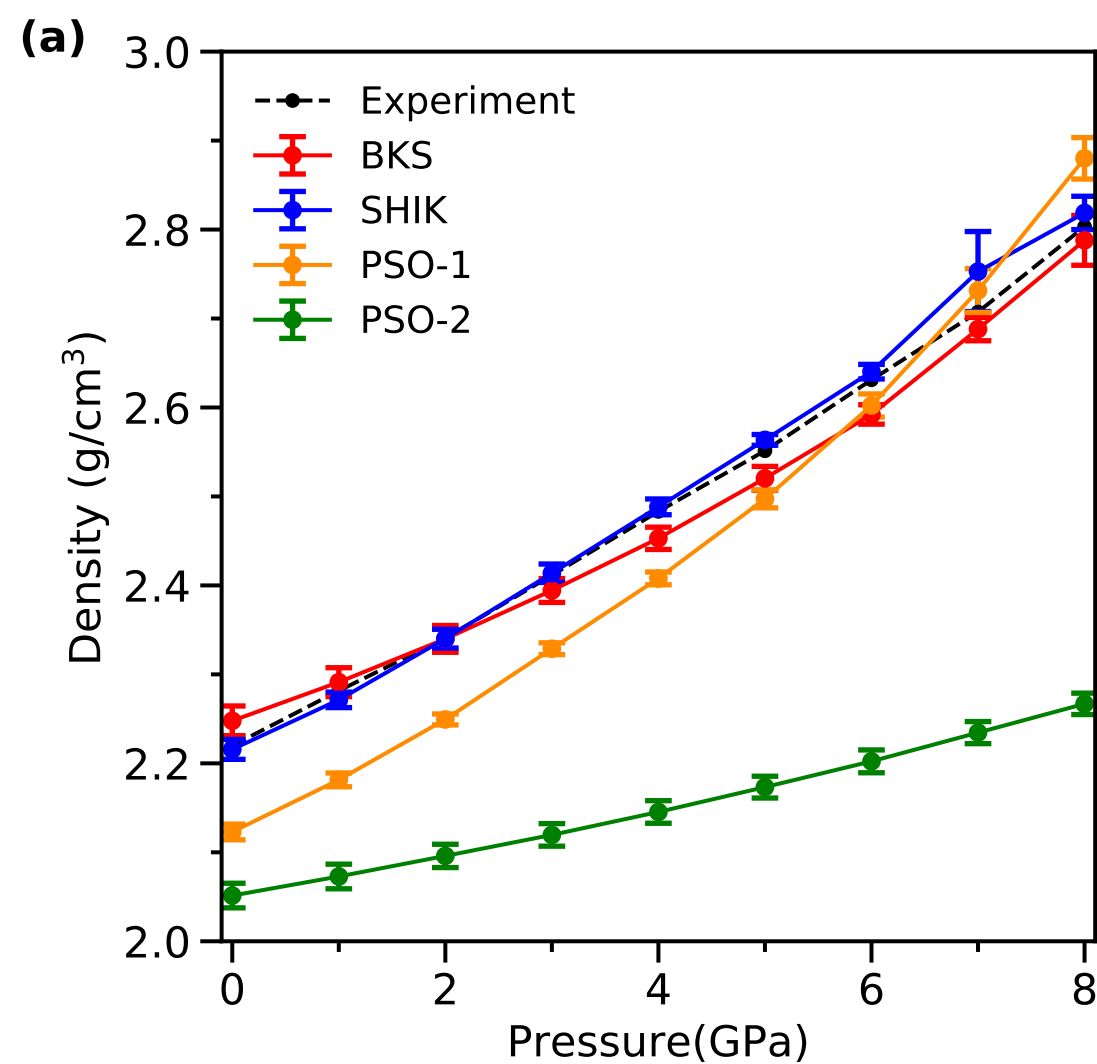 (a)
3.0
2.8
2.6
2.4
2.2
2.0
Density (g/cm³)
Experiment
BKS
SHIK
PSO-1
PSO-2
0 2 4 6 8
Pressure(GPa)